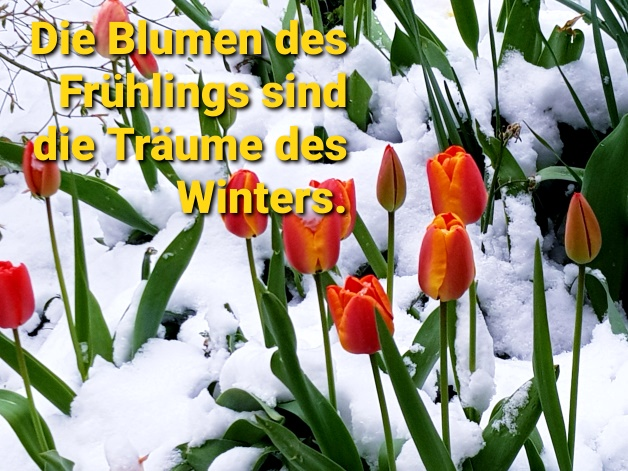 Die Blumen des
Frühlings sind
die Träume des
Winters.